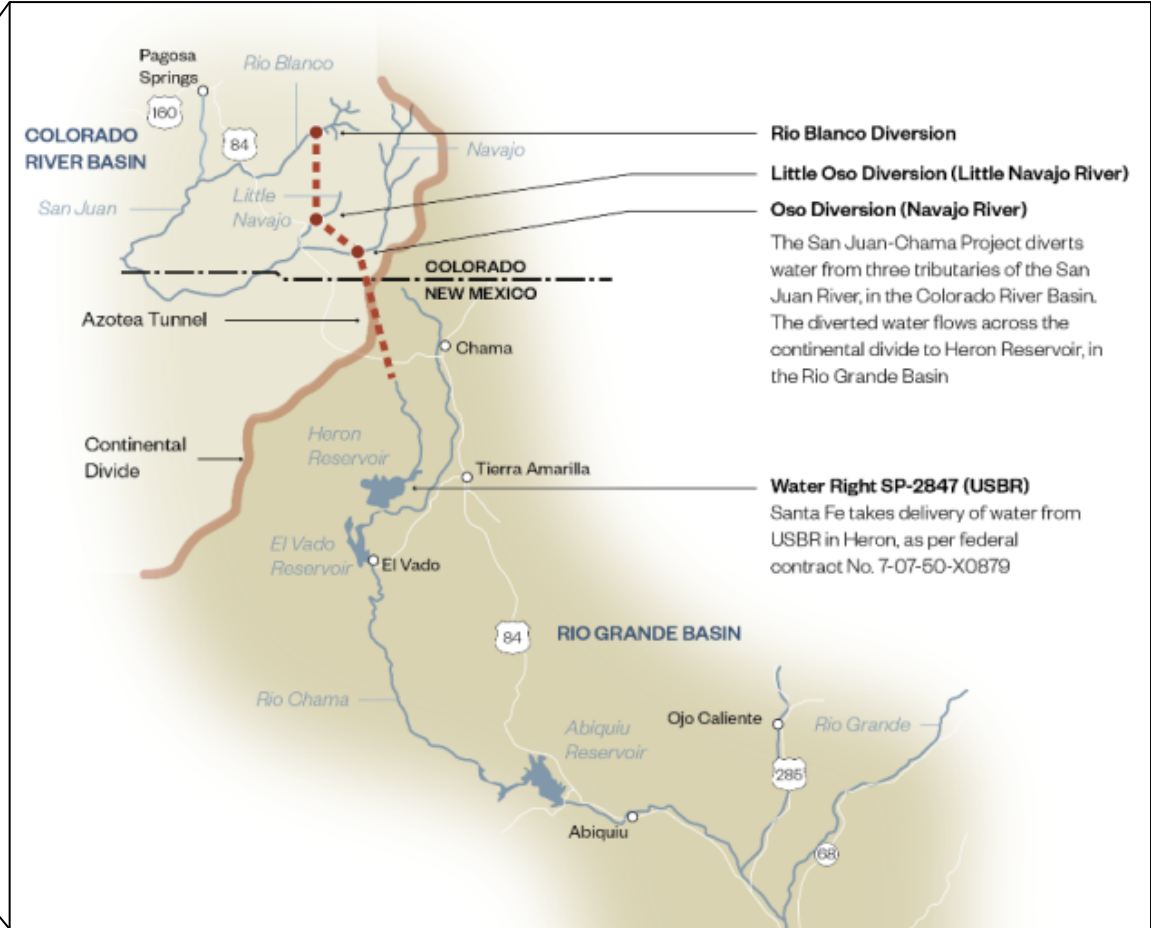 Pagosa
Springs
Rio Blanco
160
COLORADO
RIVER BASIN
84
Navajo
San Juan
Little
Navajo
Rio Blanco Diversion
Little Oso Diversion (Little Navajo River)
Oso Diversion (Navajo River)
The San Juan-Chama Project diverts
water from three tributaries of the San
Juan River, in the Colorado River Basin.
The diverted water flows across the
continental divide to Heron Reservoir, in
the Rio Grande Basin
COLORADO
NEW MEXICO
Azotea Tunnel
Chama
Continental
Divide
Heron
Reservoir
Tierra Amarilla
Water Right SP-2847 (USBR)
Santa Fe takes delivery of water from
USBR in Heron, as per federal
contract No. 7-07-50-X0879
El Vado
Reservoir
El Vado
84
RIO GRANDE BASIN
Rio Chama
Abiquiu
Reservoir
Ojo Caliente
Rio Grande
285
Abiquiu
68